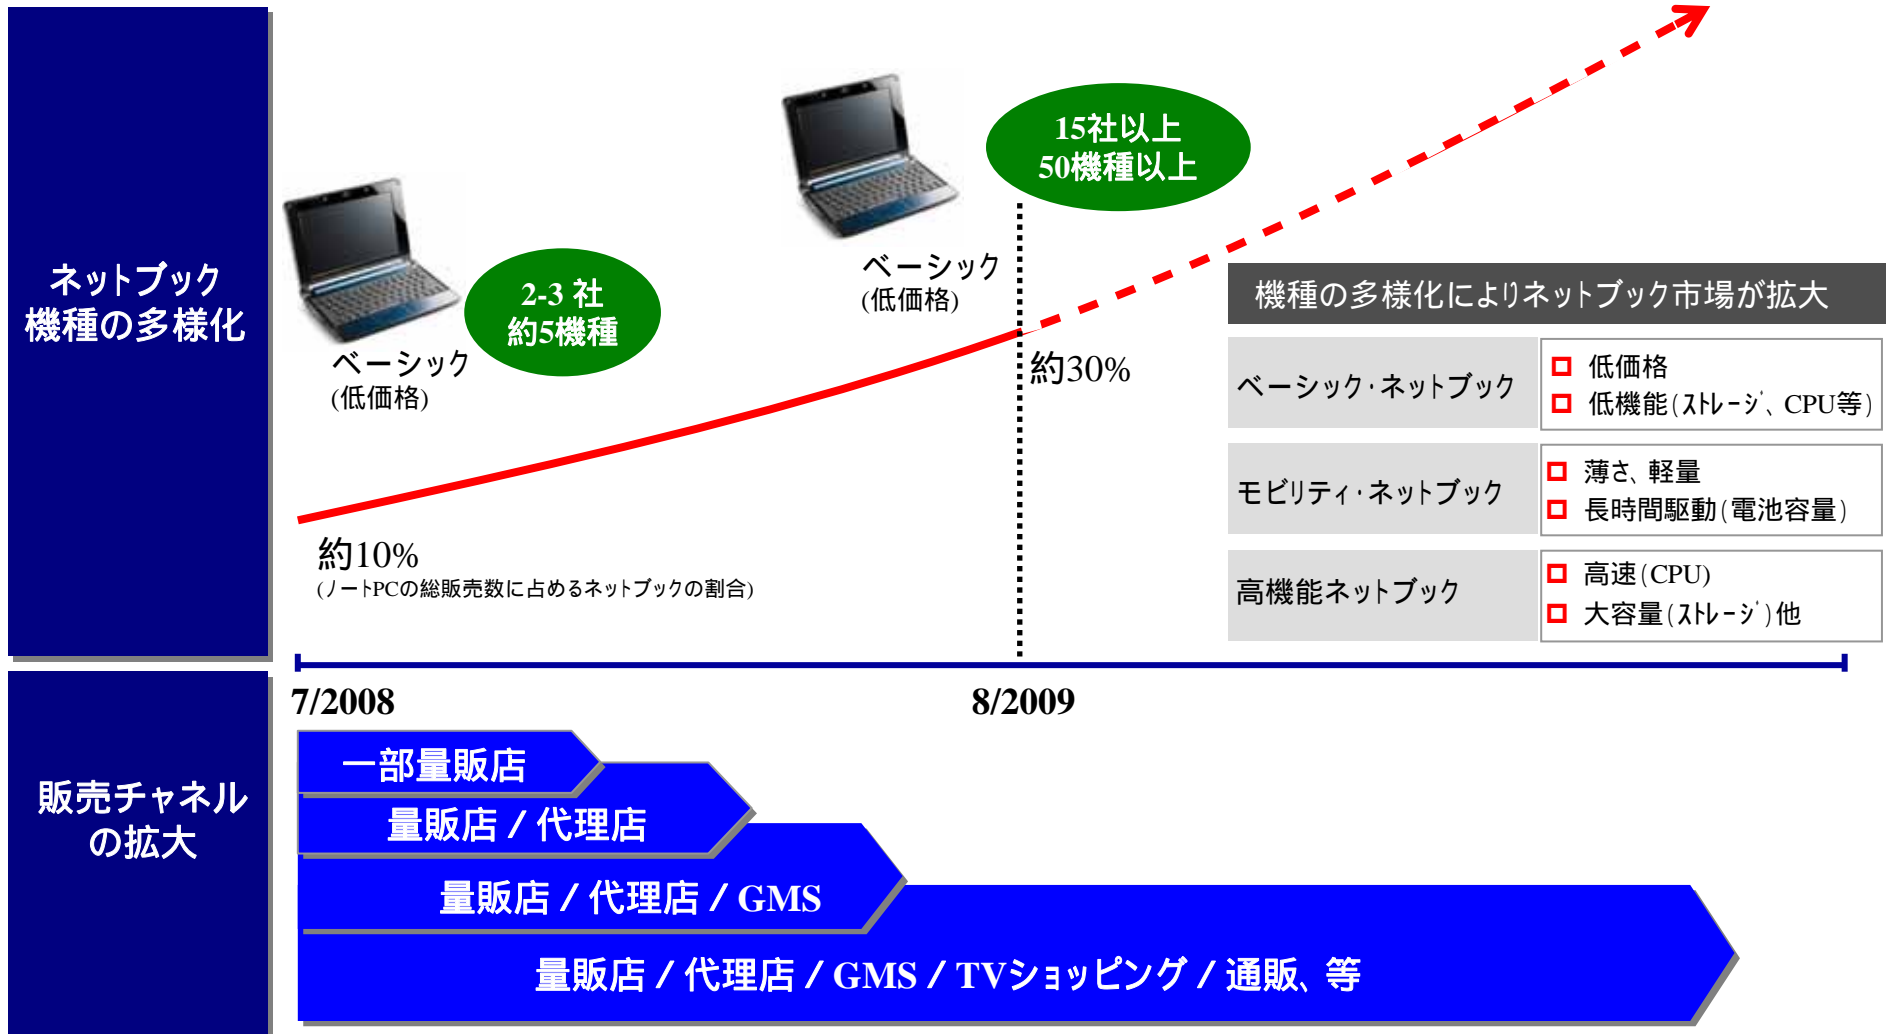 ネットブック
機種の多様化
ベーシック
(低価格)
2-3 社
約5機種
ベーシック
(低価格)
15社以上
50機種以上
約10%
(ノートPCの総販売数に占めるネットブックの割合)
約30%
機種の多様化によりネットブック市場が拡大
ベーシック・ネットブック
低価格
低機能(ｽﾄﾚｰｼﾞ、CPU等)
モビリティ・ネットブック
薄さ、軽量
長時間駆動(電池容量)
高機能ネットブック
高速(CPU)
大容量(ｽﾄﾚｰｼﾞ)他
7/2008
8/2009
販売チャネル
の拡大
一部量販店
量販店 / 代理店
量販店 / 代理店 / GMS
量販店 / 代理店 / GMS / TVショッピング / 通販、等